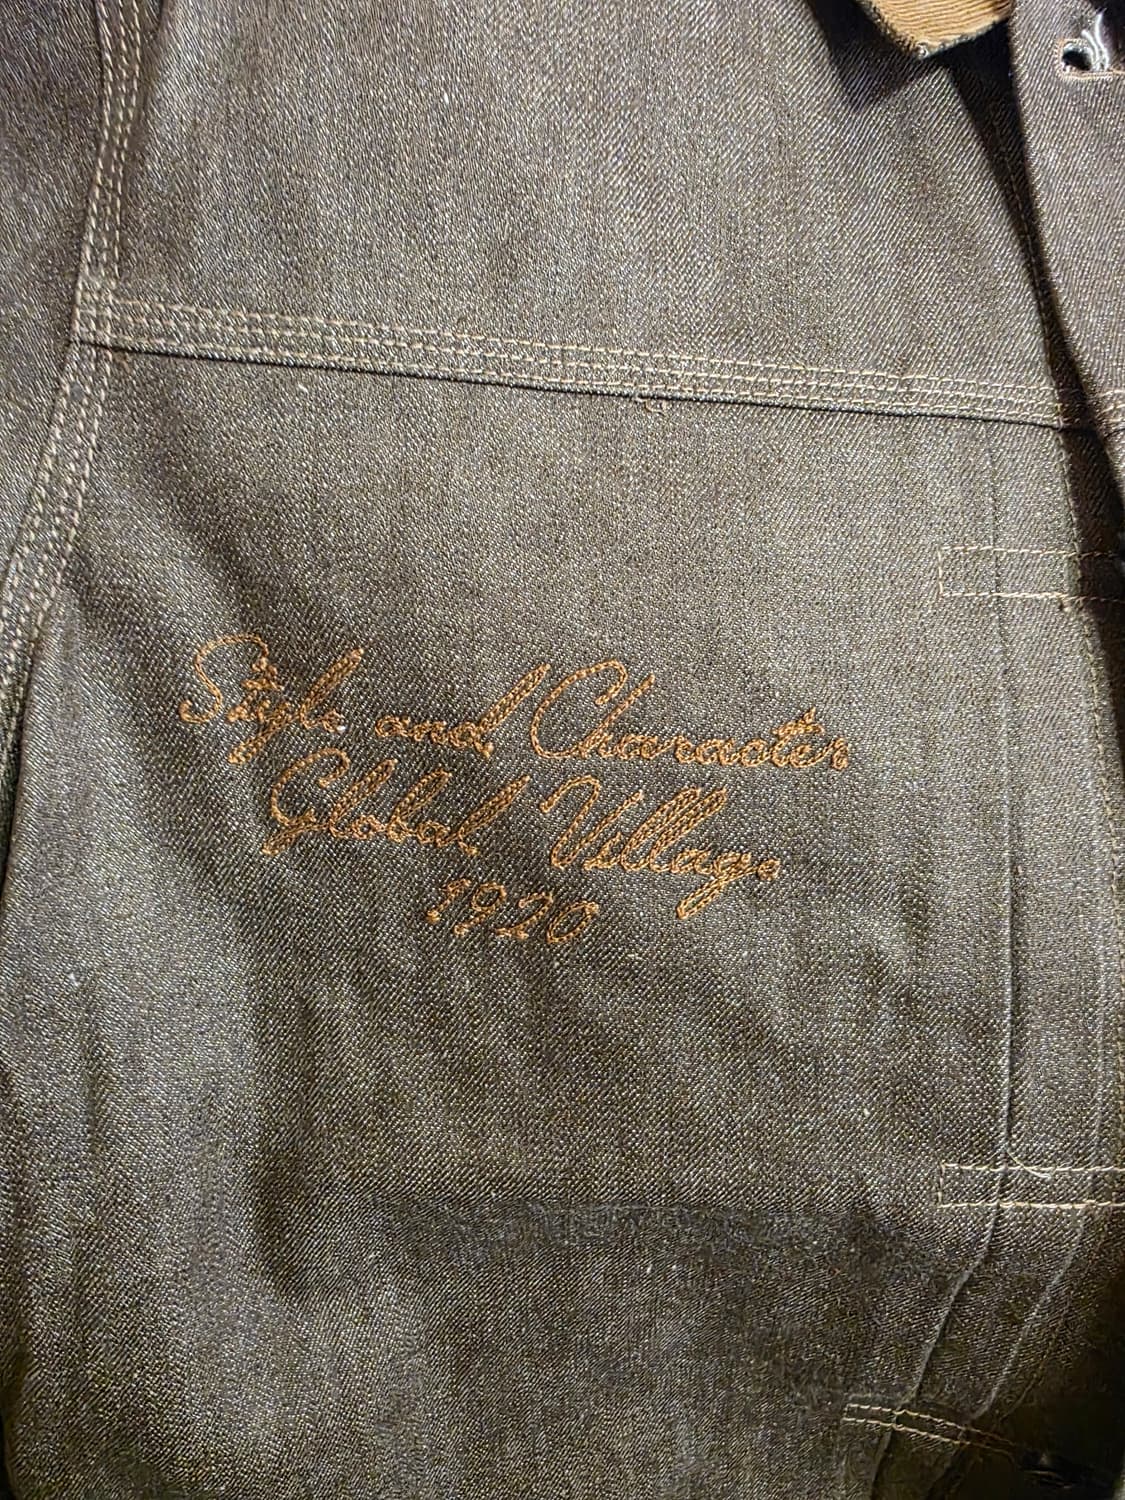 Style and Character
Global Village
1920